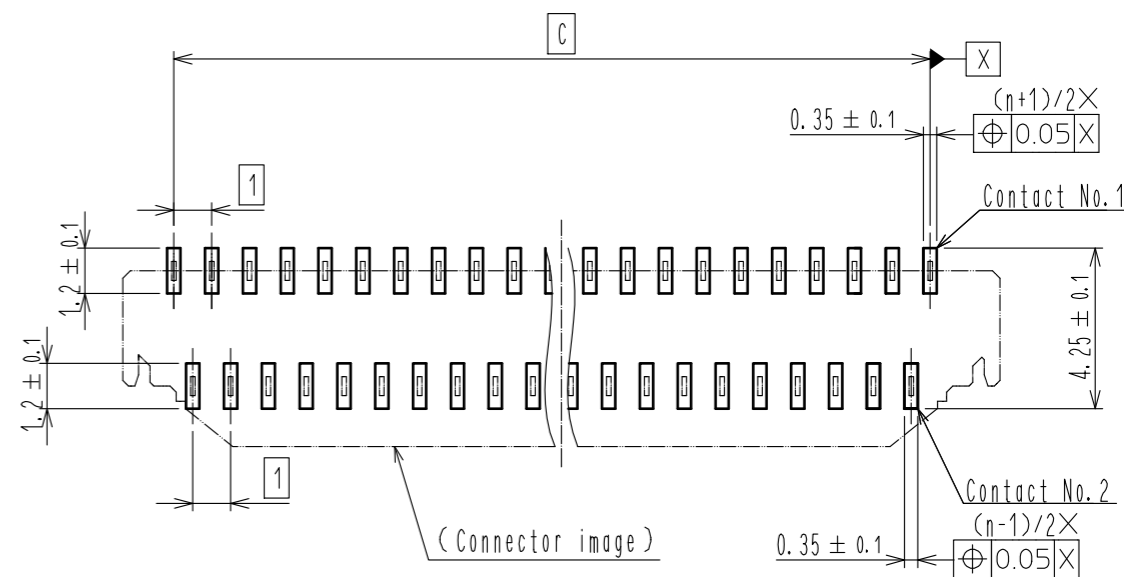 C
X
(n+1)/2X
0.35 ± 0.1
⌖ 0.05 X
1
Contact No.1
1.2 ± 0.1
4.25 ± 0.1
1.2 ± 0.1
1
Contact No.2
(Connector image)
(n-1)/2X
0.35 ± 0.1
⌖ 0.05 X